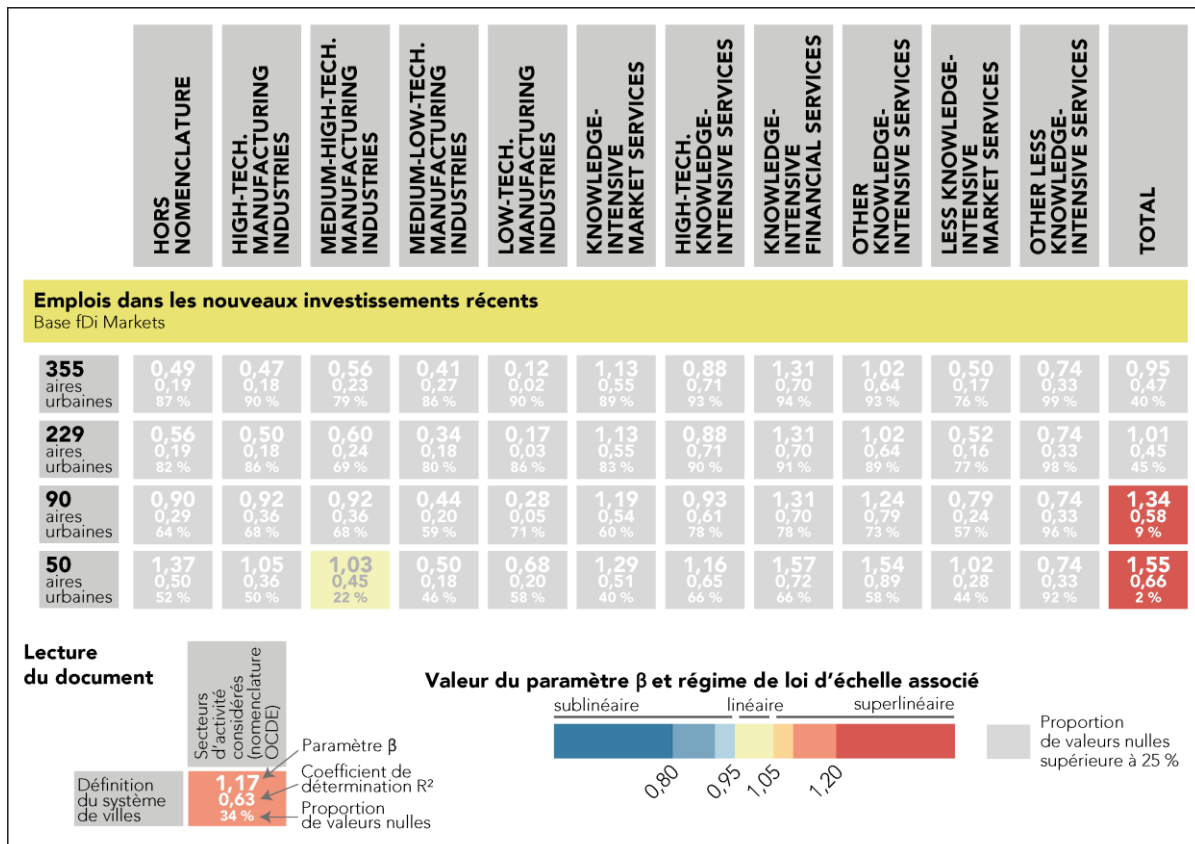 HORS
NOMENCLATURE
HIGH-TECH.
MANUFACTURING
INDUSTRIES
MEDIUM-HIGH-TECH.
MANUFACTURING
INDUSTRIES
MEDIUM-LOW-TECH.
MANUFACTURING
INDUSTRIES
LOW-TECH.
MANUFACTURING
INDUSTRIES
KNOWLEDGE-
INTENSIVE
MARKET SERVICES
HIGH-TECH.
KNOWLEDGE-
INTENSIVE SERVICES
KNOWLEDGE-
INTENSIVE
FINANCIAL SERVICES
OTHER
KNOWLEDGE-
INTENSIVE SERVICES
LESS KNOWLEDGE-
INTENSIVE
MARKET SERVICES
OTHER LESS
KNOWLEDGE-
INTENSIVE SERVICES
TOTAL
Emplois dans les nouveaux investissements récents
Base fDi Markets
355 0,49 0,47 0,56 0,41 0,12 1,13 0,88 1,31 1,02 0,50 0,74 0,95
aires 0,19 0,18 0,23 0,27 0,02 0,55 0,71 0,70 0,64 0,17 0,33 0,47
urbaines 87 % 90 % 79 % 86 % 90 % 89 % 93 % 94 % 93 % 76 % 99 % 40 %
229 0,56 0,50 0,60 0,34 0,17 1,13 0,88 1,31 1,02 0,52 0,74 1,01
aires 0,19 0,18 0,24 0,18 0,03 0,55 0,71 0,70 0,64 0,16 0,33 0,45
urbaines 82 % 86 % 69 % 80 % 86 % 83 % 90 % 91 % 89 % 77 % 98 % 45 %
90 0,90 0,92 0,92 0,44 0,28 1,19 0,93 1,31 1,24 0,79 0,74 1,34
aires 0,29 0,36 0,36 0,18 0,05 0,54 0,61 0,70 0,79 0,24 0,33 0,58
urbaines 64 % 68 % 68 % 59 % 71 % 60 % 78 % 78 % 73 % 57 % 96 % 9 %
50 1,37 1,05 1,03 0,50 0,68 1,29 1,16 1,57 1,54 1,02 0,74 1,55
aires 0,50 0,36 0,45 0,18 0,20 0,51 0,65 0,72 0,89 0,28 0,33 0,66
urbaines 52 % 50 % 22 % 46 % 58 % 40 % 66 % 66 % 58 % 44 % 92 % 2 %
Lecture
du document
Secteurs
d'activité
considérés
(nomenclature
OCDE)
Définition
du système
de villes
1,17
0,63
34 %
Paramètre β
Coefficient de
détermination R²
Proportion
de valeurs nulles
Valeur du paramètre β et régime de loi d'échelle associé
sublinéaire linéaire superlinéaire
0,80 0,95 1,05 1,20
Proportion
de valeurs nulles
supérieure à 25 %